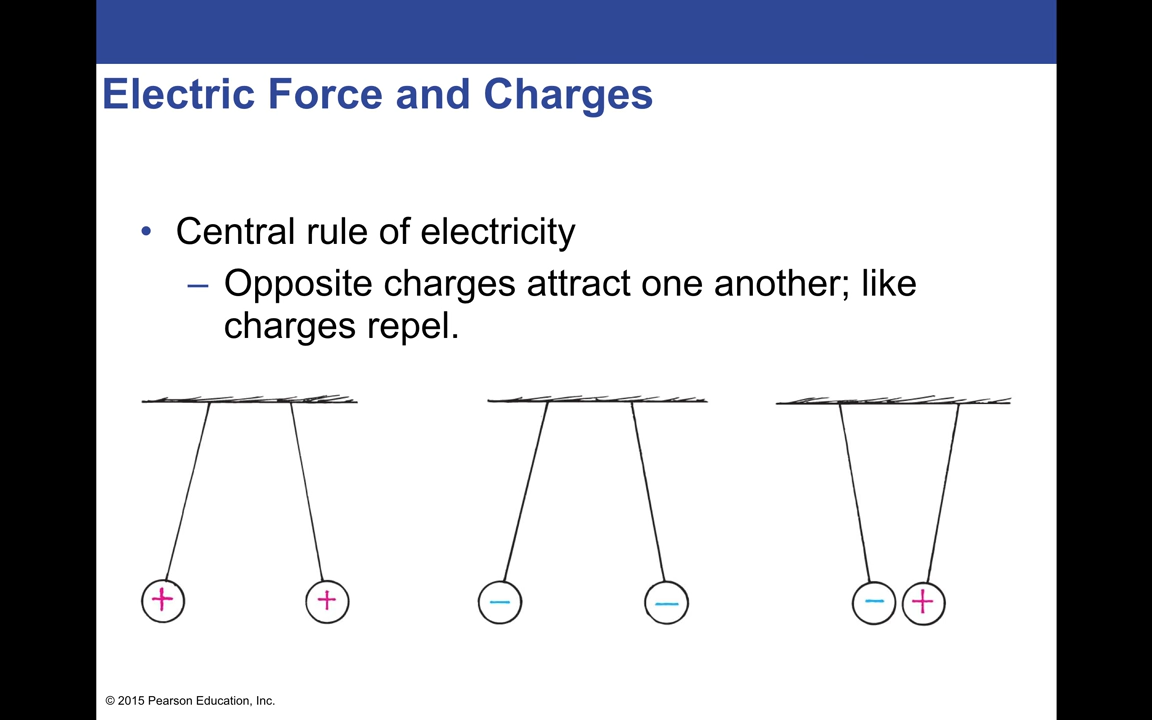 Electric Force and Charges
• Central rule of electricity
– Opposite charges attract one another; like
charges repel.
+ + − − − +
© 2015 Pearson Education, Inc.